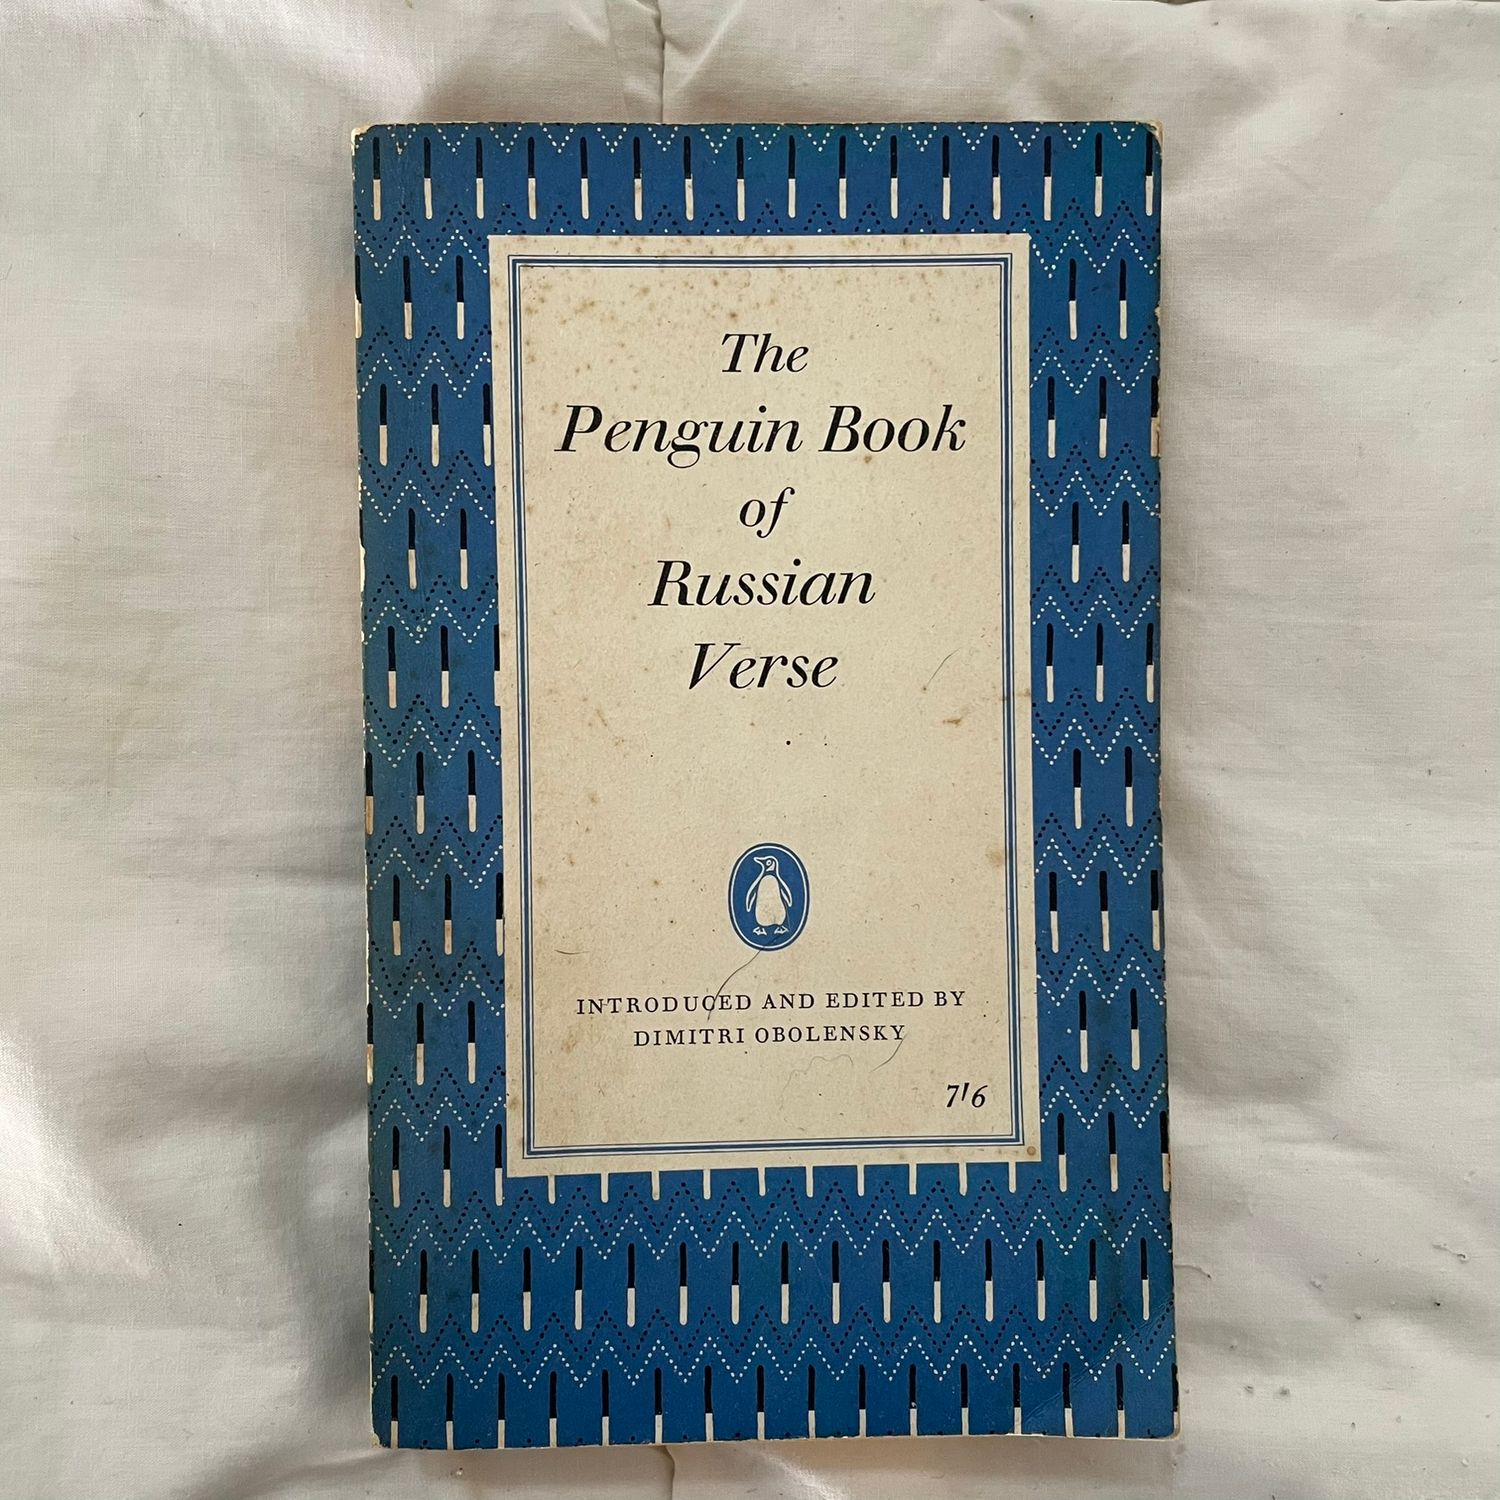 The
Penguin Book
of
Russian
Verse
INTRODUCED AND EDITED BY
DIMITRI OBOLENSKY
7/6